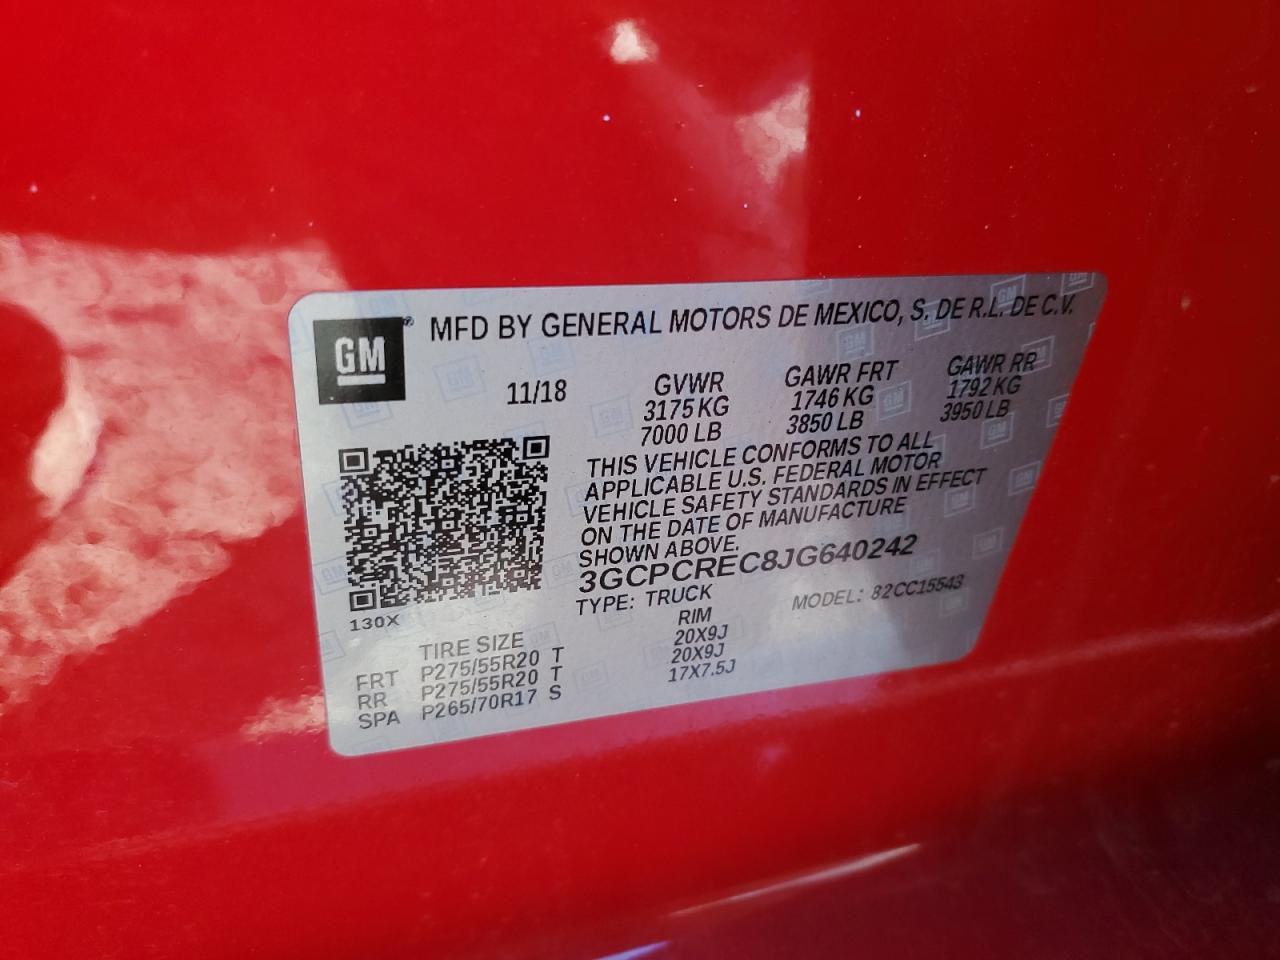 GM
MFD BY GENERAL MOTORS DE MEXICO, S. DE R.L. DE C.V.
11/18 GVWR GAWR FRT GAWR RR
3175 KG 1746 KG 1792 KG
7000 LB 3850 LB 3950 LB
THIS VEHICLE CONFORMS TO ALL
APPLICABLE U.S. FEDERAL MOTOR
VEHICLE SAFETY STANDARDS IN EFFECT
ON THE DATE OF MANUFACTURE
SHOWN ABOVE.
3GCPCREC8JG640242
TYPE: TRUCK MODEL: 82CC15543
130X
TIRE SIZE RIM
FRT P275/55R20 T 20X9J
RR P275/55R20 T 20X9J
SPA P265/70R17 S 17X7.5J